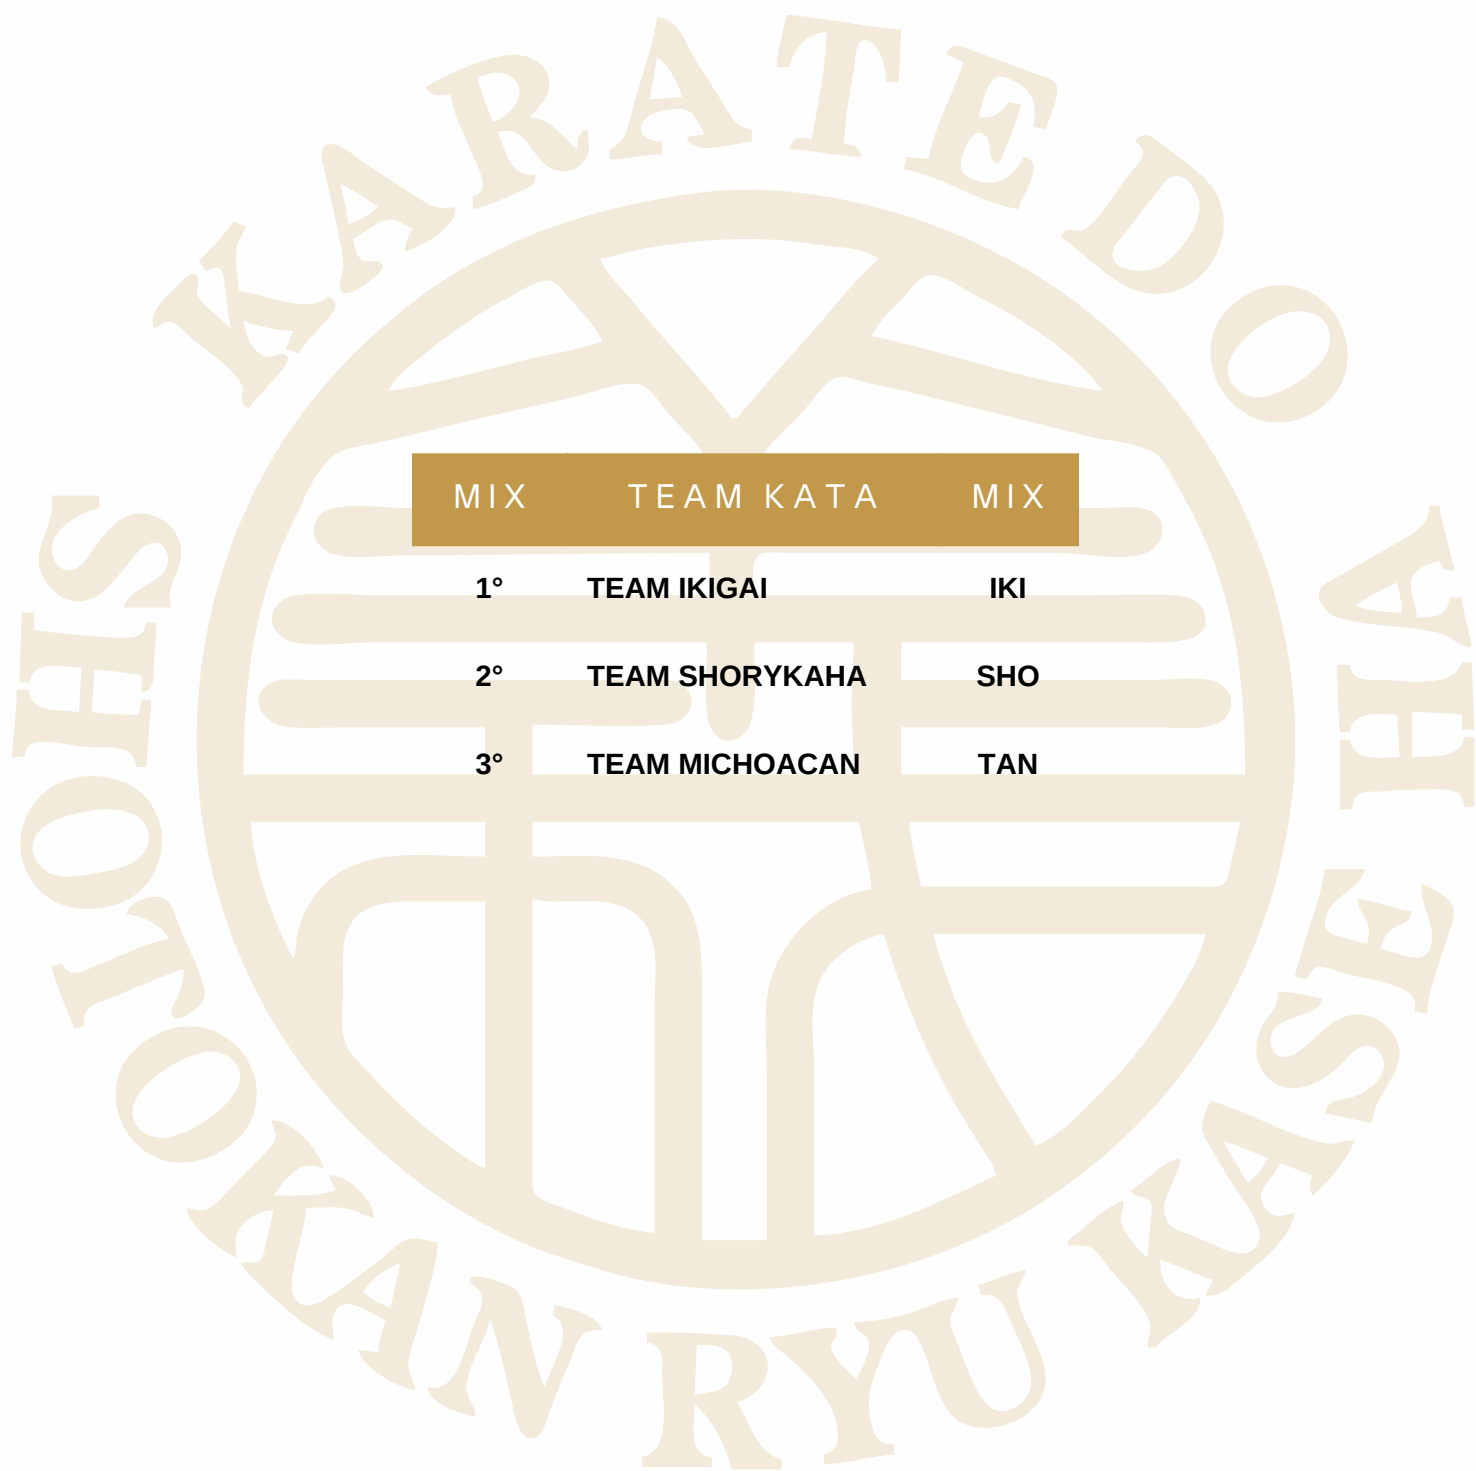 KARATE DO
MIX TEAM KATA MIX
1° TEAM IKIGAI IKI
2° TEAM SHORYKAHA SHO
3° TEAM MICHOACAN TAN
SHOTOKAN RYU KASE HA